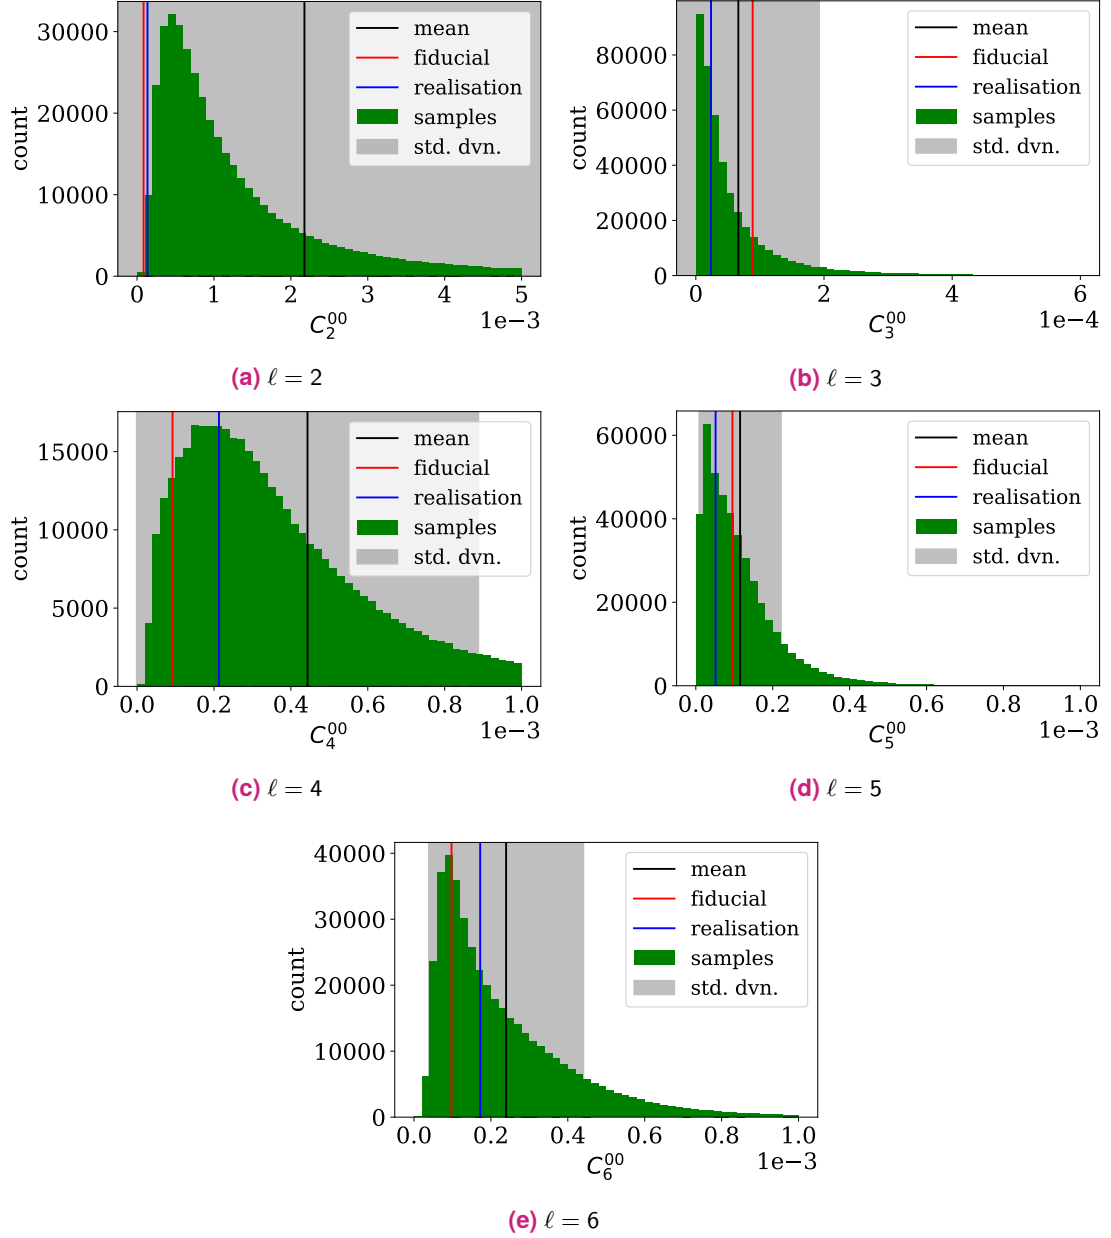 30000
20000
10000
0
count
mean
fiducial
realisation
samples
std. dvn.
0 1 2 3 4 5
1e−3
C_2^00
(a) ℓ = 2
80000
60000
40000
20000
0
count
mean
fiducial
realisation
samples
std. dvn.
0 2 4 6
1e−4
C_3^00
(b) ℓ = 3
15000
10000
5000
0
count
mean
fiducial
realisation
samples
std. dvn.
0.0 0.2 0.4 0.6 0.8 1.0
1e−3
C_4^00
(c) ℓ = 4
60000
40000
20000
0
count
mean
fiducial
realisation
samples
std. dvn.
0.0 0.2 0.4 0.6 0.8 1.0
1e−3
C_5^00
(d) ℓ = 5
40000
30000
20000
10000
0
count
mean
fiducial
realisation
samples
std. dvn.
0.0 0.2 0.4 0.6 0.8 1.0
1e−3
C_6^00
(e) ℓ = 6